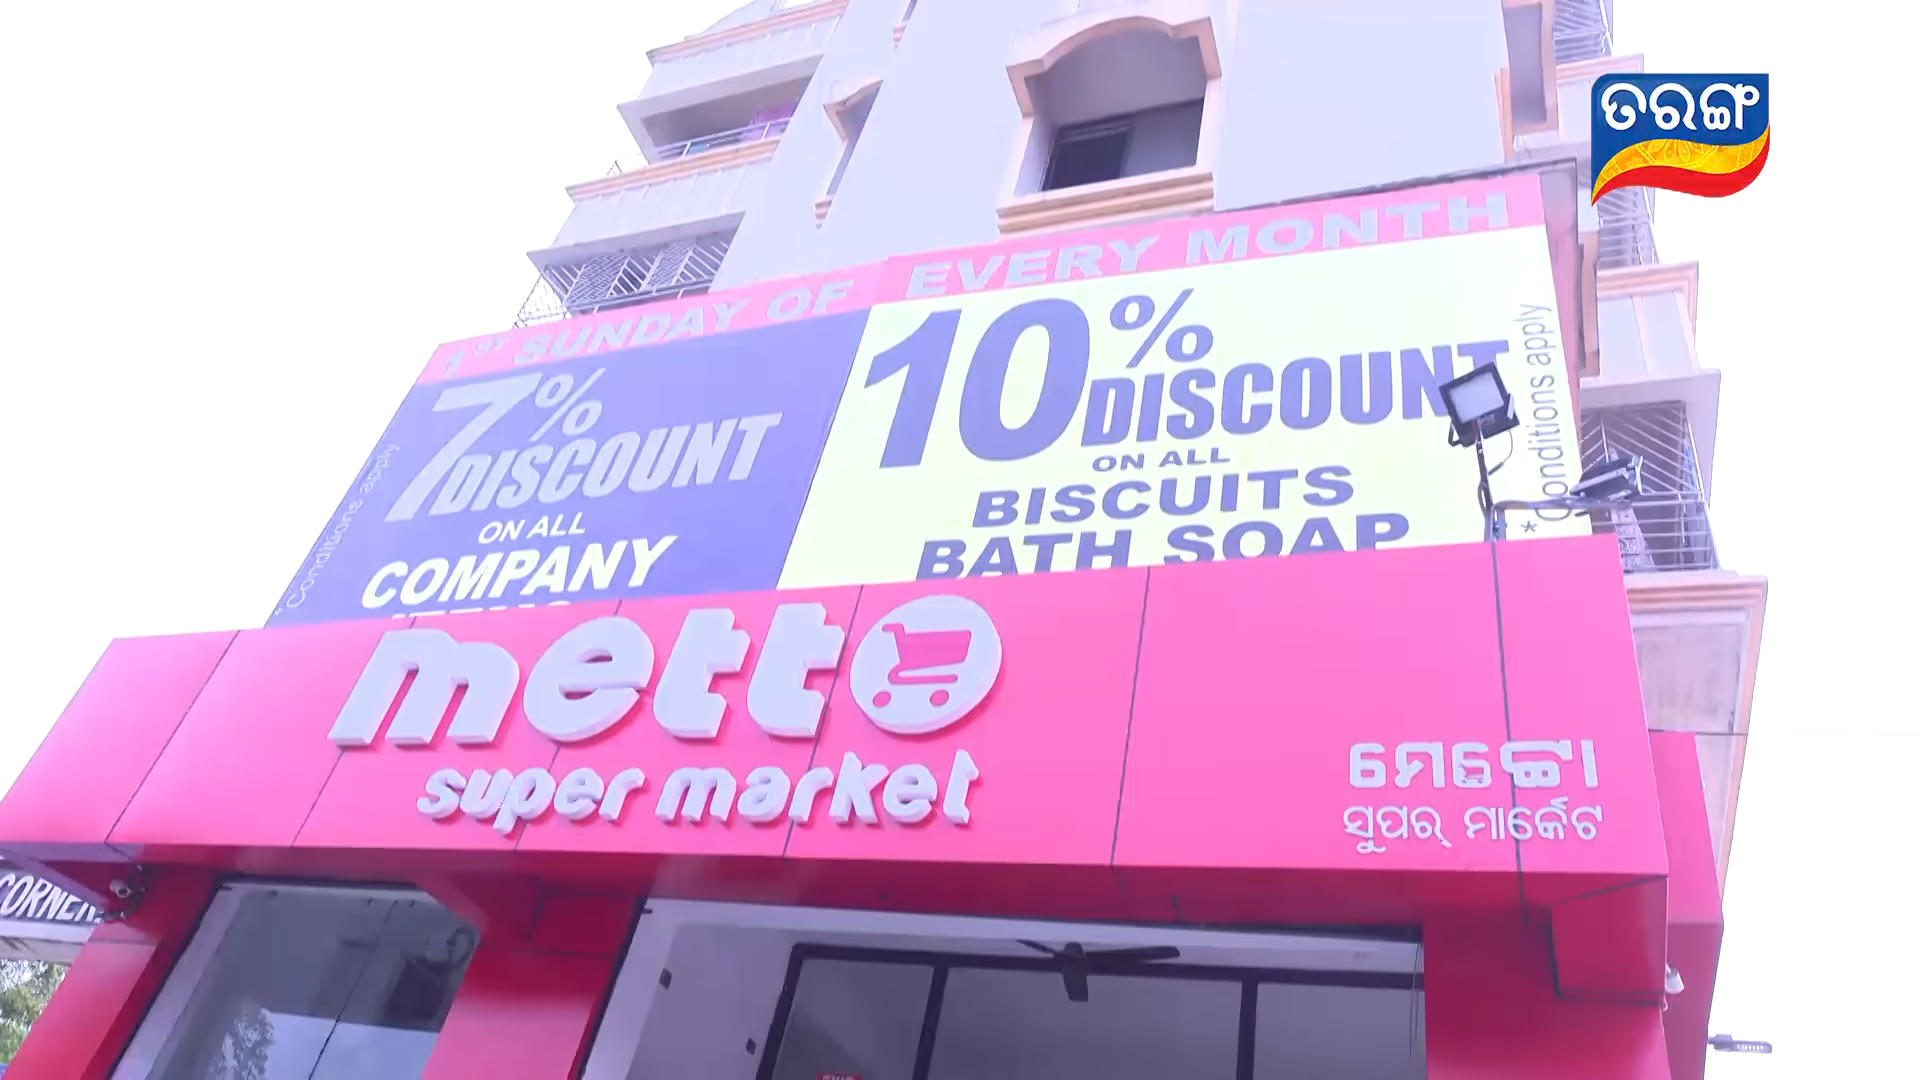 ତରଙ୍ଗ
1ST SUNDAY OF EVERY MONTH
7% DISCOUNT
ON ALL
COMPANY
*Conditions apply
10% DISCOUNT
ON ALL
BISCUITS
BATH SOAP
*Conditions apply
metto
super market
ମେଟ୍ଟୋ
ସୁପର୍ ମାର୍କେଟ
CORNER